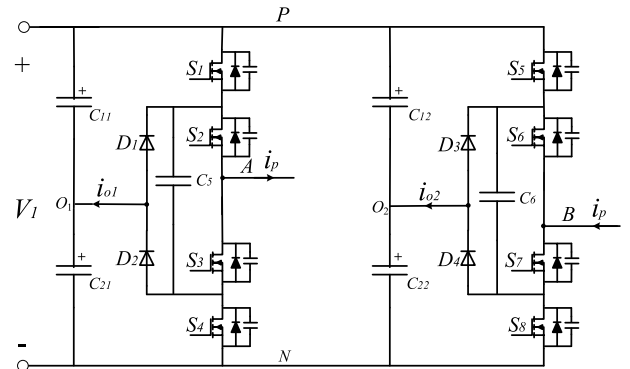 P
+
V1
-
C11
C21
O1
io1
D1
D2
C5
S1
S2
S3
S4
A
ip
N
C12
C22
O2
io2
D3
D4
C6
S5
S6
S7
S8
B
ip
+
+
+
+